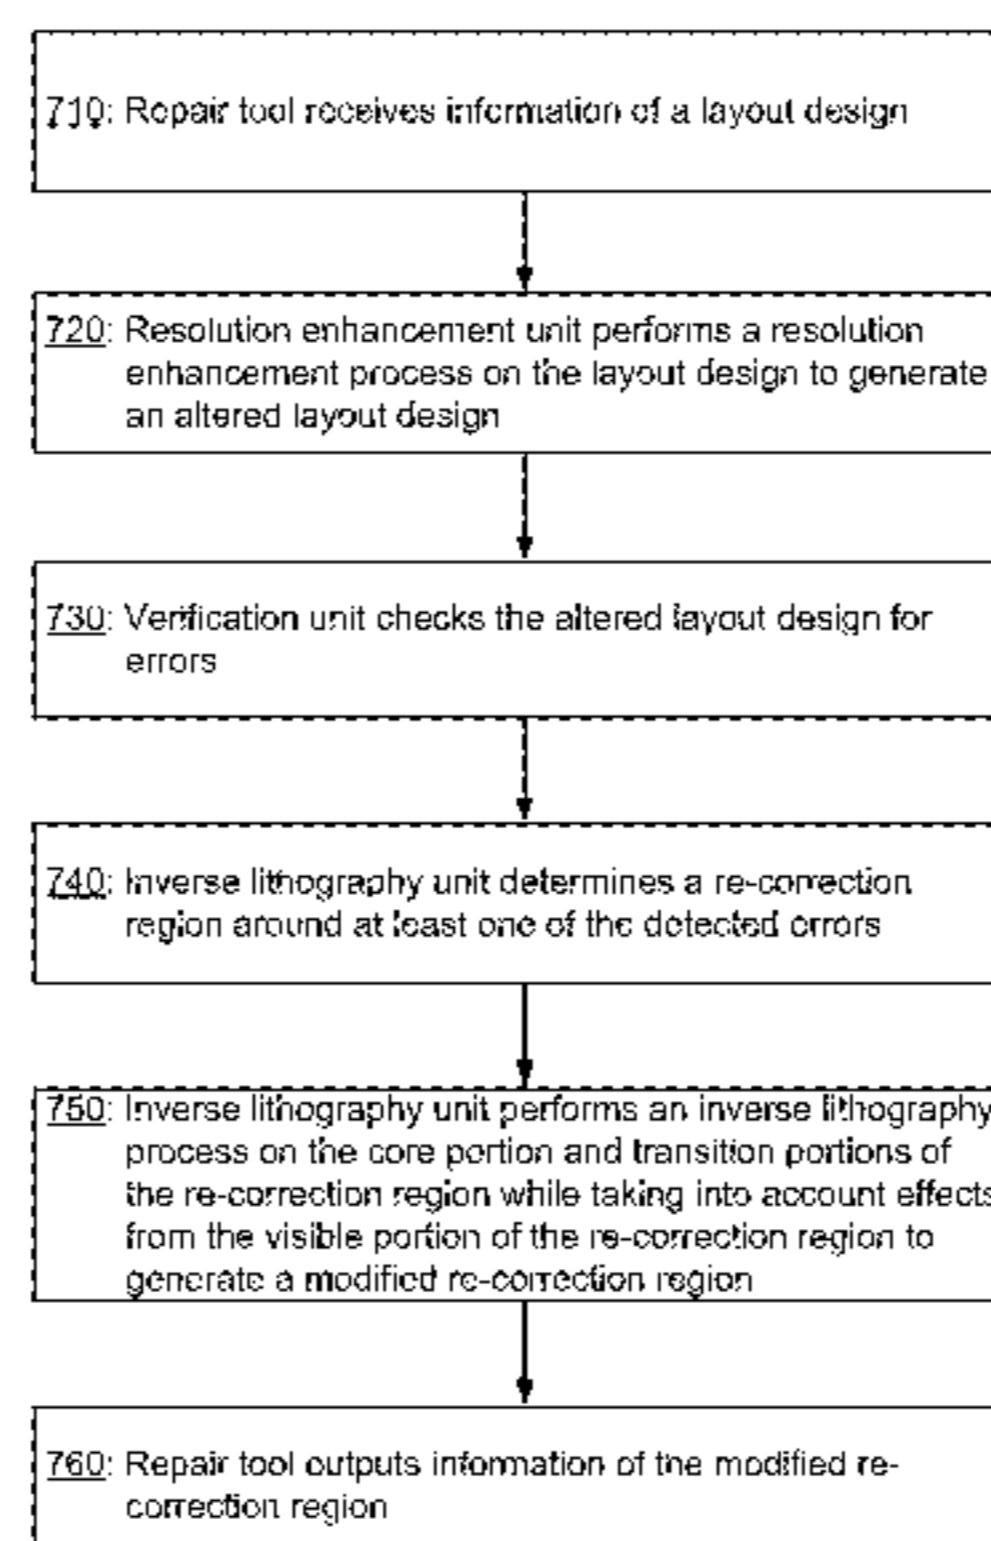 710: Repair tool receives information of a layout design
720: Resolution enhancement unit performs a resolution
enhancement process on the layout design to generate
an altered layout design
730: Verification unit checks the altered layout design for
errors
740: Inverse lithography unit determines a re-correction
region around at least one of the detected errors
750: Inverse lithography unit performs an inverse lithography
process on the core portion and transition portions of
the re-correction region while taking into account effects
from the visible portion of the re-correction region to
generate a modified re-correction region
760: Repair tool outputs information of the modified re-
correction region